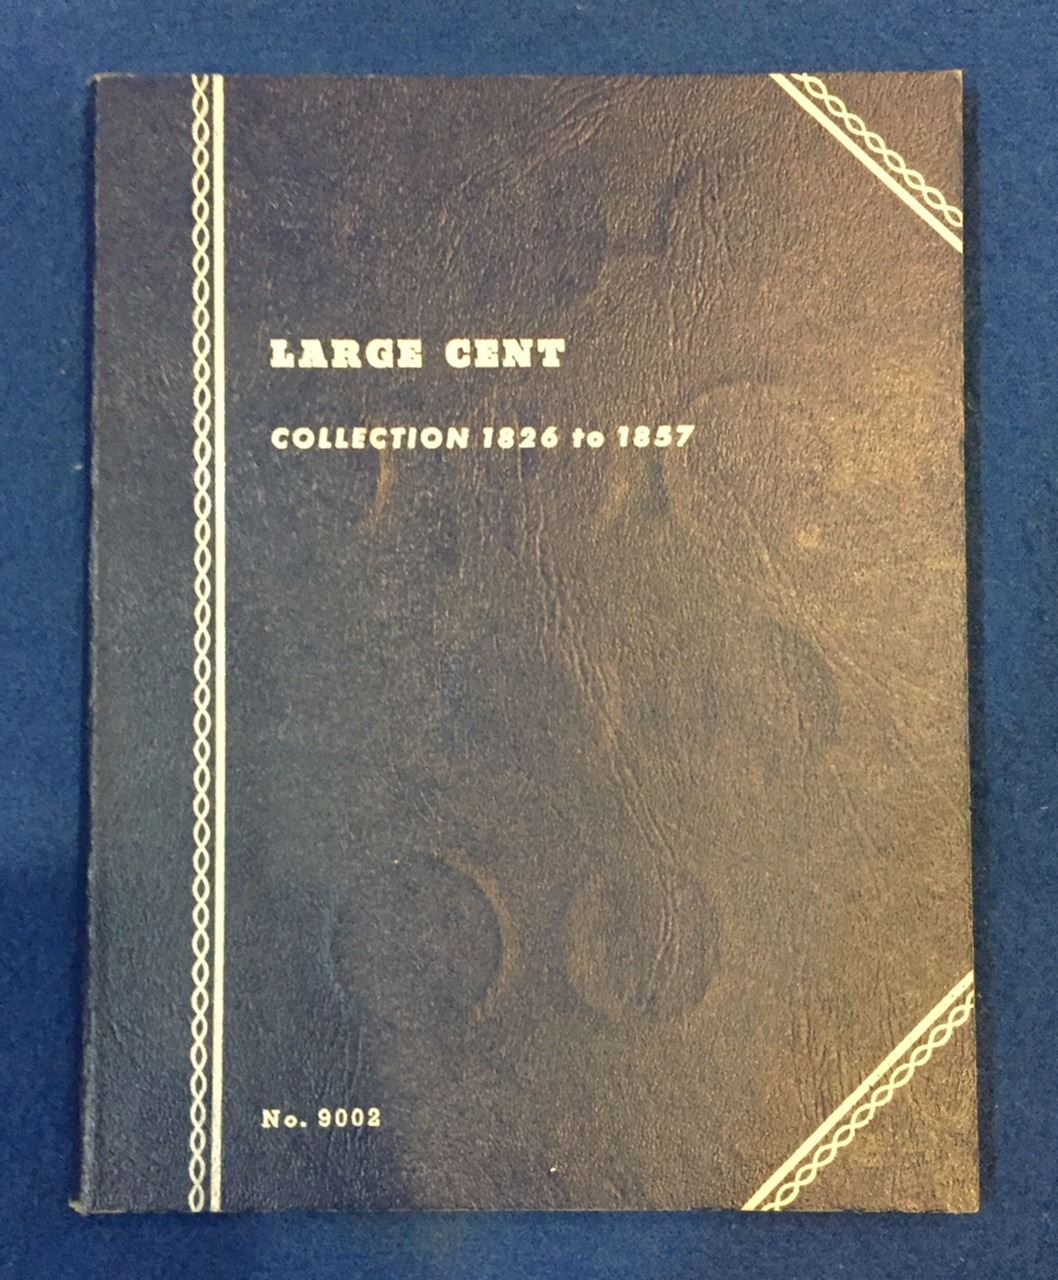 LARGE CENT
COLLECTION 1826 to 1857
No. 9002